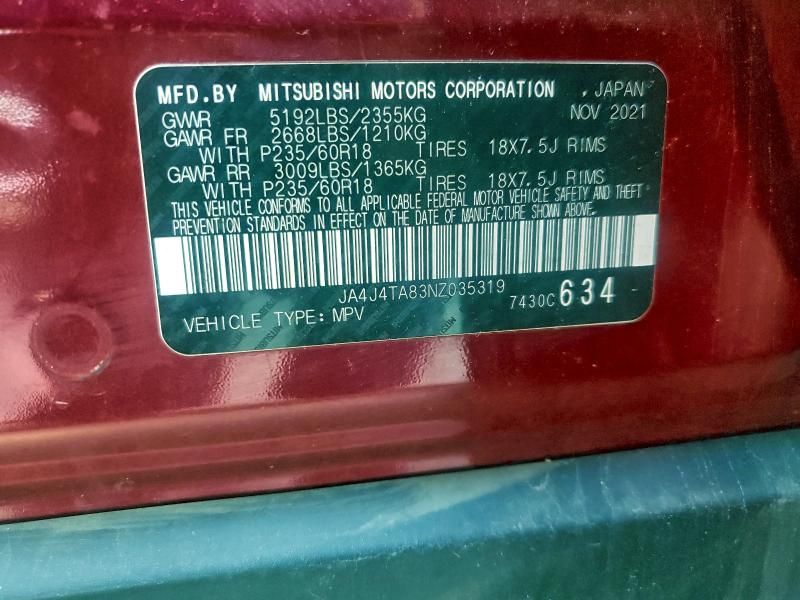 MFD.BY MITSUBISHI MOTORS CORPORATION , JAPAN
GVWR 5192LBS/2355KG NOV 2021
GAWR FR 2668LBS/1210KG
WITH P235/60R18 TIRES 18X7.5J RIMS
GAWR RR 3009LBS/1365KG
WITH P235/60R18 TIRES 18X7.5J RIMS
THIS VEHICLE CONFORMS TO ALL APPLICABLE FEDERAL MOTOR VEHICLE SAFETY AND THEFT
PREVENTION STANDARDS IN EFFECT ON THE DATE OF MANUFACTURE SHOWN ABOVE.
JA4J4TA83NZ035319
7430C 634
VEHICLE TYPE: MPV